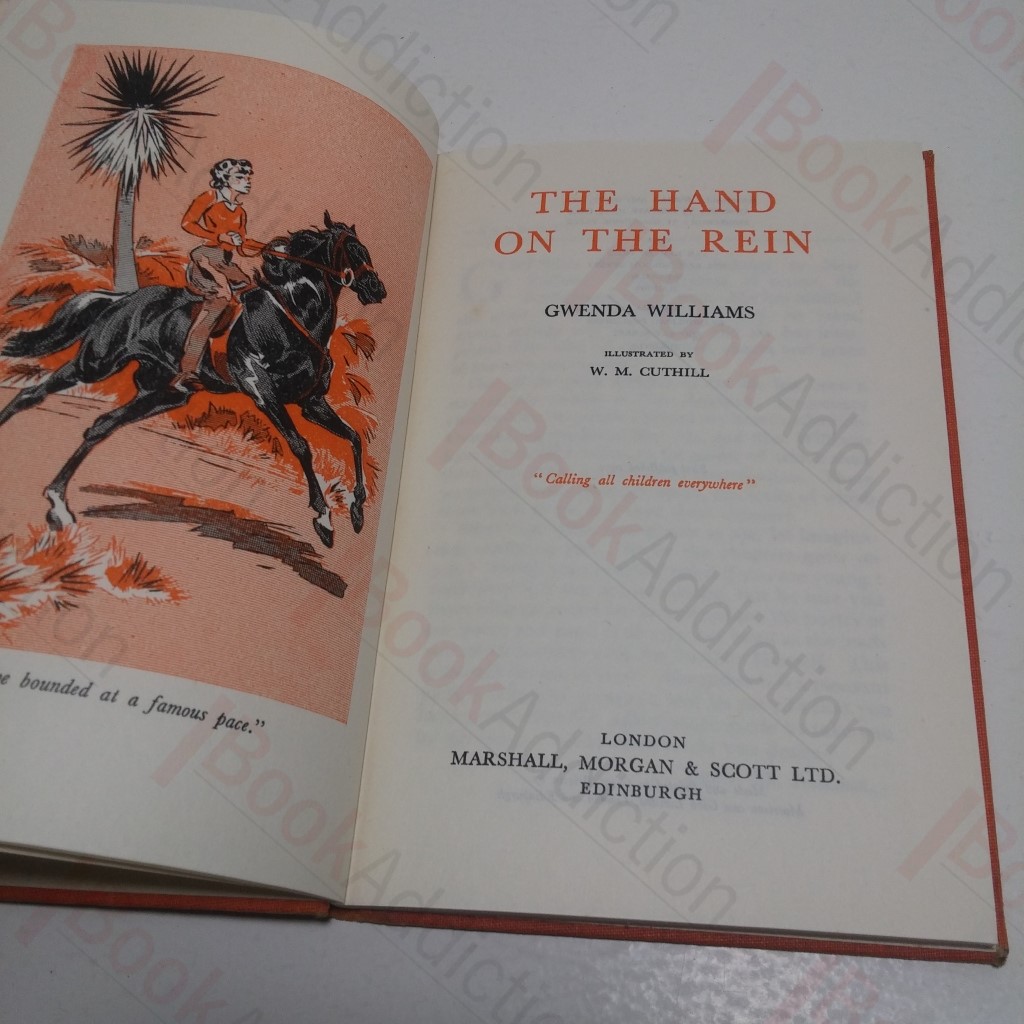 e bounded at a famous pace."
THE HAND
ON THE REIN
GWENDA WILLIAMS
ILLUSTRATED BY
W. M. CUTHILL
"Calling all children everywhere"
LONDON
MARSHALL, MORGAN & SCOTT LTD.
EDINBURGH
BookAddiction